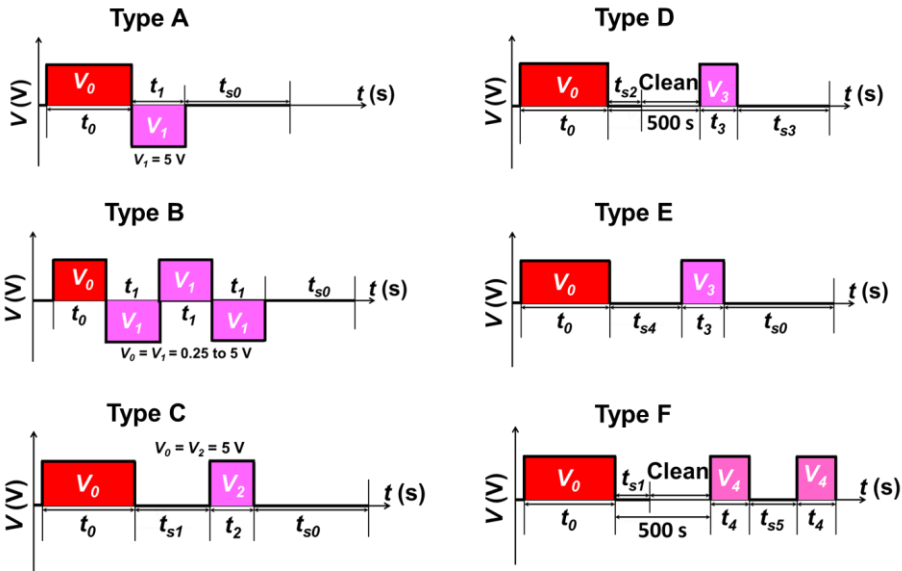 Type A
V (V)
V₀
t₁
tₛ₀
t (s)
t₀
V₁
V₁ = 5 V
Type B
V (V)
V₀
t₁
V₁
t₁
tₛ₀
t (s)
t₀
V₁
t₁
V₁
V₀ = V₁ = 0.25 to 5 V
Type C
V (V)
V₀ = V₂ = 5 V
V₀
V₂
t (s)
t₀
tₛ₁
t₂
tₛ₀
Type D
V (V)
V₀
tₛ₂
Clean
V₃
t (s)
t₀
500 s
t₃
tₛ₃
Type E
V (V)
V₀
V₃
t (s)
t₀
tₛ₄
t₃
tₛ₀
Type F
V (V)
V₀
tₛ₁
Clean
V₄
V₄
t (s)
t₀
500 s
t₄
tₛ₅
t₄